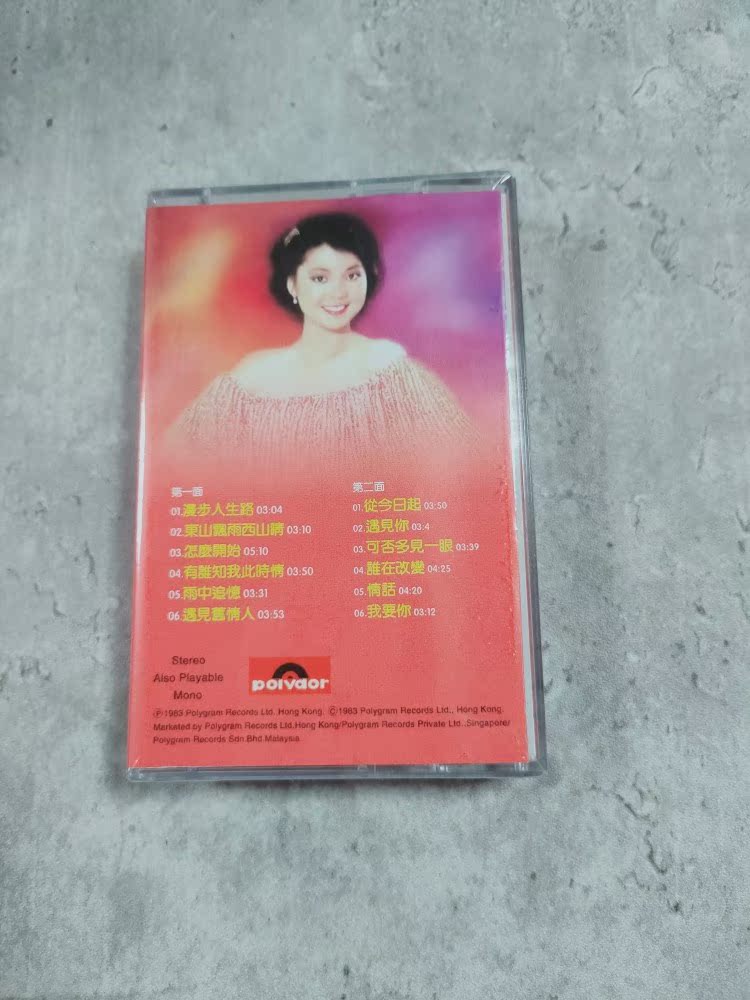 第一面
01.漫步人生路 03:04
02.東山飄雨西山晴 03:10
03.怎麼開始 05:10
04.有誰知我此時情 03:50
05.雨中追憶 03:31
06.遇見舊情人 03:53
第二面
01.從今日起 03:50
02.遇見你 03:4
03.可否多見一眼 03:39
04.誰在改變 04:25
05.情話 04:20
06.我要你 03:12
Stereo
Also Playable
Mono
polydor
Ⓟ1983 Polygram Records Ltd. Hong Kong. Ⓒ1983 Polygram Records Ltd., Hong Kong.
Marketed by Polygram Records Ltd.Hong Kong/Polygram Records Private Ltd.,Singapore/
Polygram Records Sdn.Bhd.Malaysia.